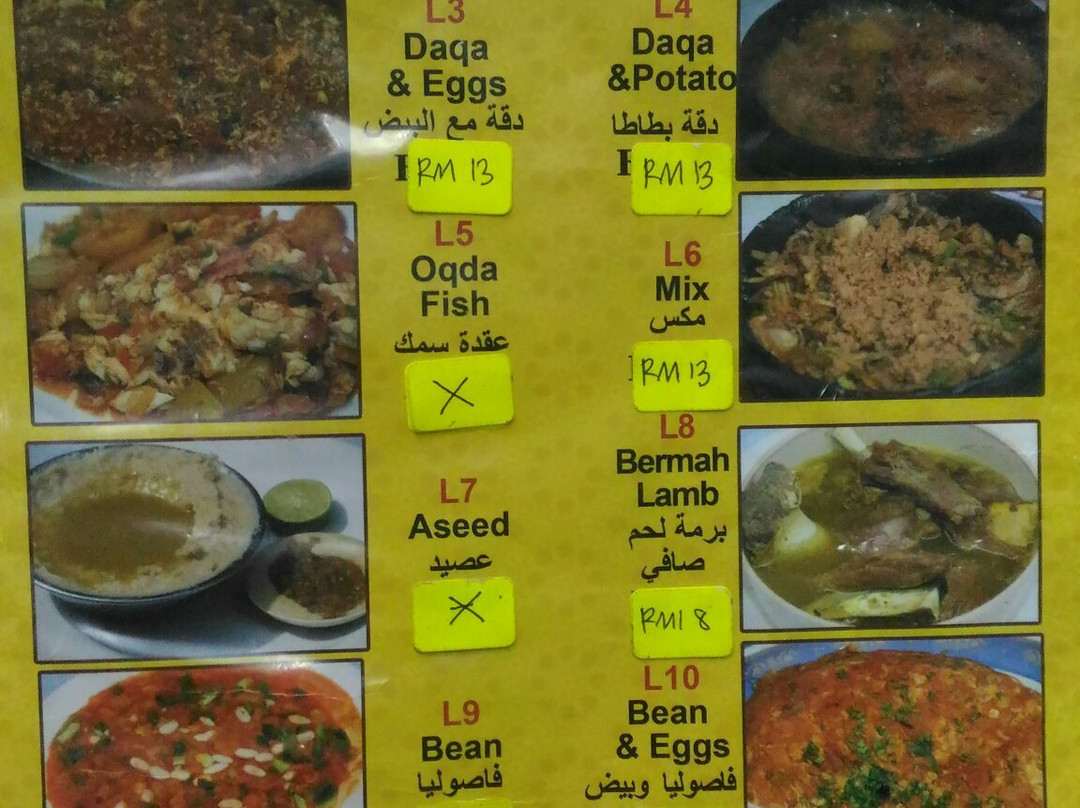 L3
Daqa
& Eggs
دقة مع البيض
RM 13
L4
Daqa
&Potato
دقة بطاطا
RM 13
L5
Oqda
Fish
عقدة سمك
X
L6
Mix
مكس
RM 13
L7
Aseed
عصيد
X
L8
Bermah
Lamb
برمة لحم
صافي
RM18
L9
Bean
فاصوليا
L10
Bean
& Eggs
فاصوليا وبيض